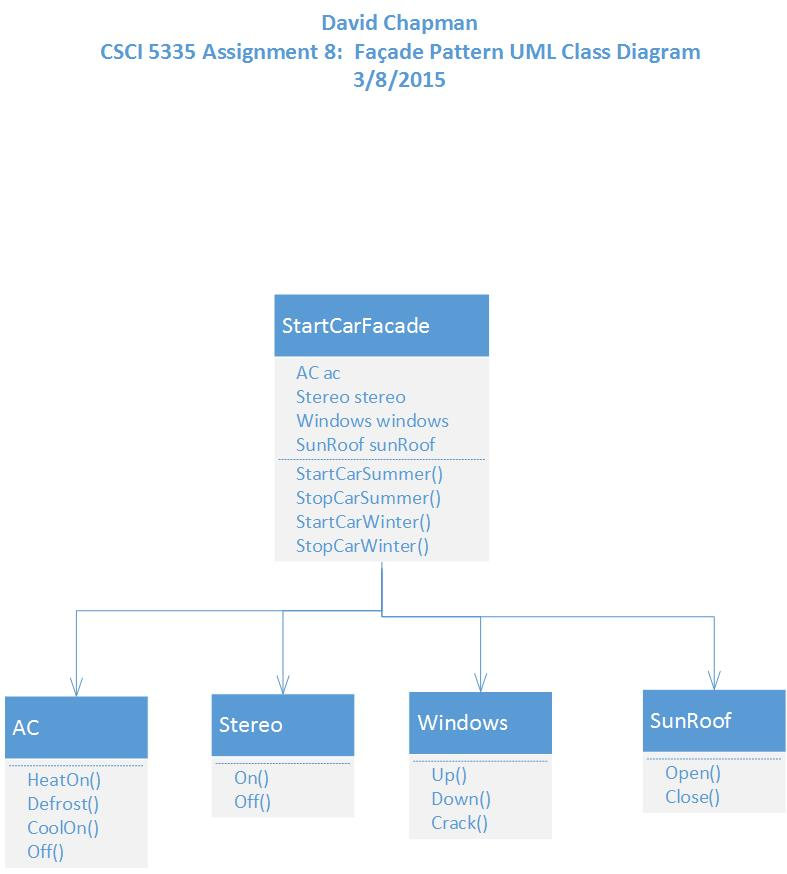 David Chapman
CSCI 5335 Assignment 8:  Façade Pattern UML Class Diagram
3/8/2015
StartCarFacade
AC ac
Stereo stereo
Windows windows
SunRoof sunRoof
StartCarSummer()
StopCarSummer()
StartCarWinter()
StopCarWinter()
AC
HeatOn()
Defrost()
CoolOn()
Off()
Stereo
On()
Off()
Windows
Up()
Down()
Crack()
SunRoof
Open()
Close()